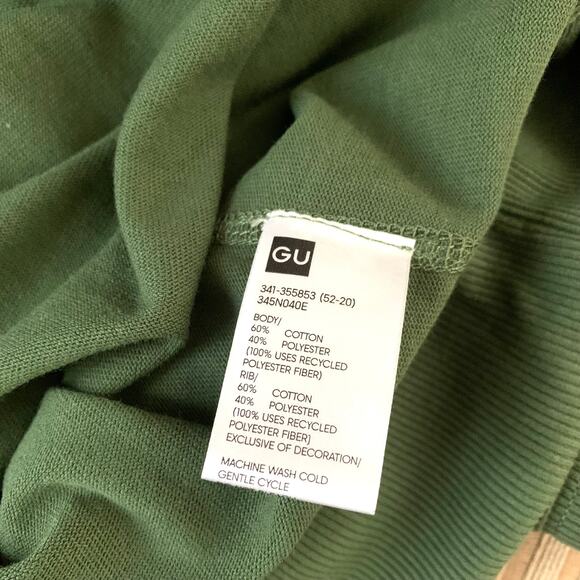 GU
341-355853 (52-20)
345N040E
BODY/
60% COTTON
40% POLYESTER
(100% USES RECYCLED
POLYESTER FIBER)
RIB/
60% COTTON
40% POLYESTER
(100% USES RECYCLED
POLYESTER FIBER)
EXCLUSIVE OF DECORATION/
MACHINE WASH COLD
GENTLE CYCLE